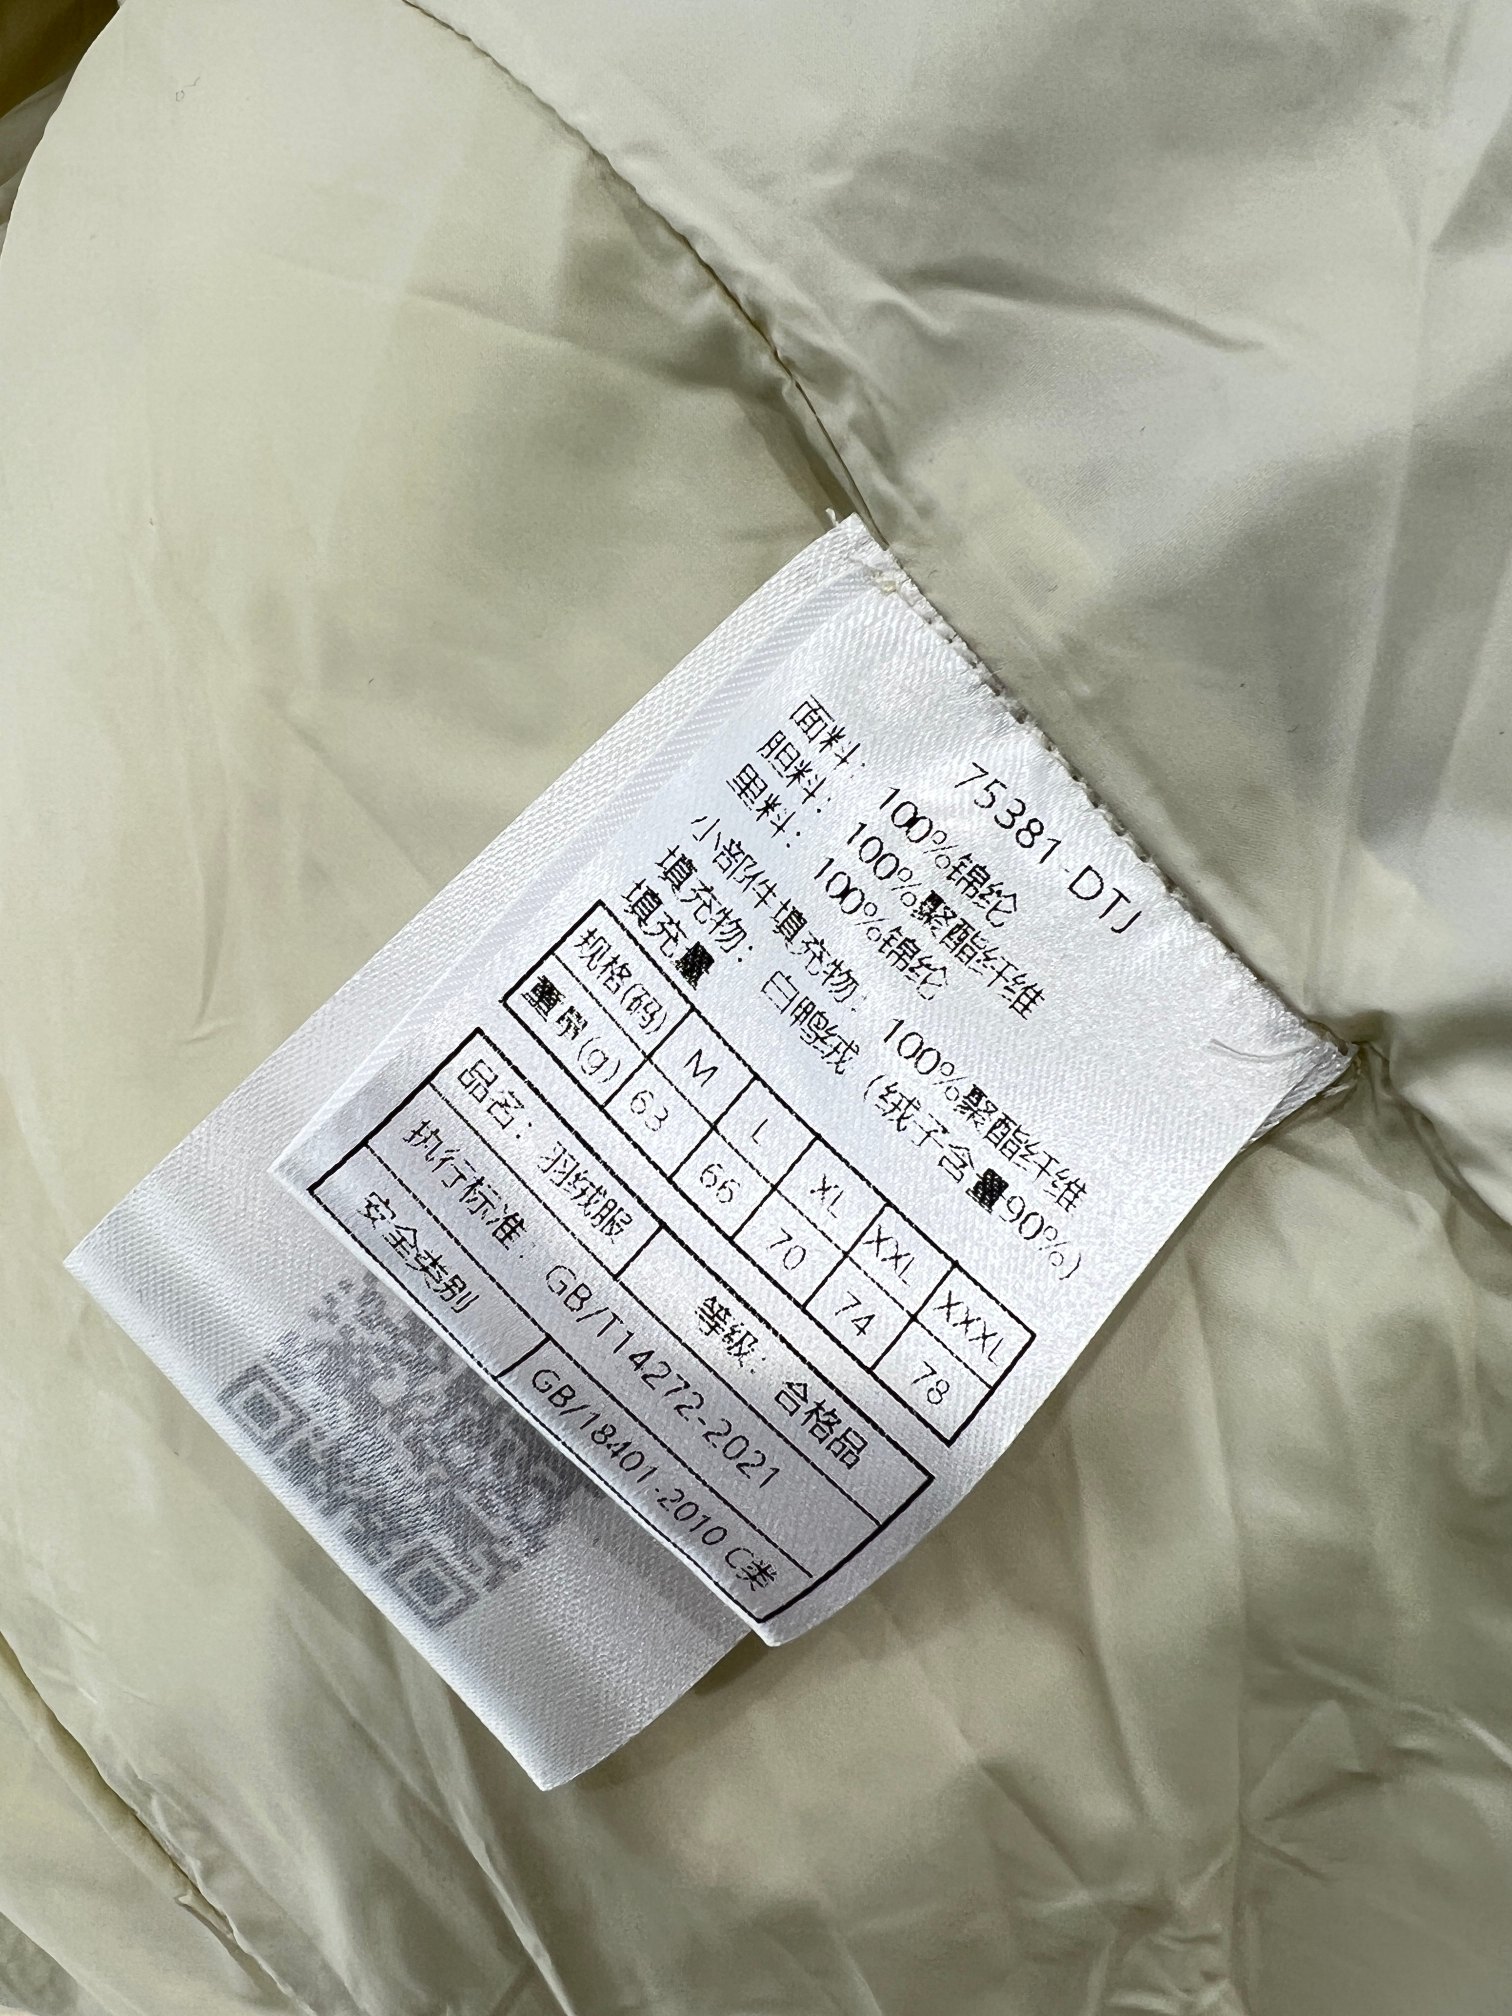 75381-DTJ
面料：100%锦纶
胆料：100%聚酯纤维
里料：100%锦纶
小部件填充物：100%聚酯纤维
填充物：白鸭绒（绒子含量90%）
填充量
规格(码) M L XL XXL XXXL
重量(g) 63 66 70 74 78
品名：羽绒服 等级：合格品
执行标准：GB/T14272-2021
安全类别 GB/18401-2010 C类